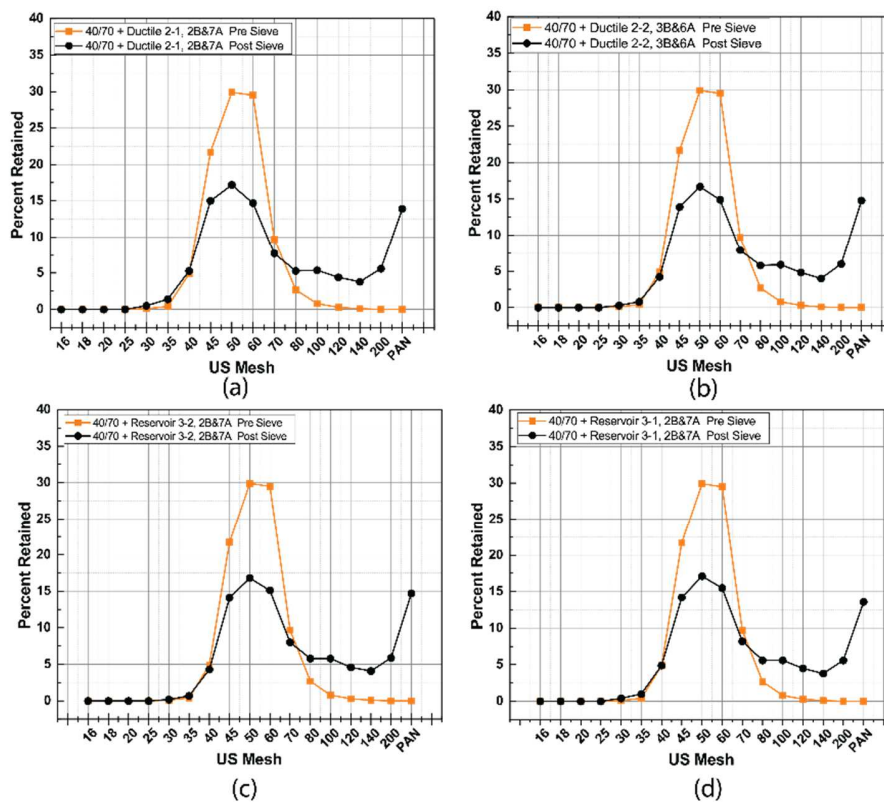 40/70 + Ductile 2-1, 2B&7A Pre Sieve
40/70 + Ductile 2-1, 2B&7A Post Sieve
Percent Retained
40
35
30
25
20
15
10
5
0
16 18 20 25 30 35 40 45 50 60 70 80 100 120 140 200 PAN
US Mesh
(a)
40/70 + Ductile 2-2, 3B&6A Pre Sieve
40/70 + Ductile 2-2, 3B&6A Post Sieve
Percent Retained
40
35
30
25
20
15
10
5
0
16 18 20 25 30 35 40 45 50 60 70 80 100 120 140 200 PAN
US Mesh
(b)
40/70 + Reservoir 3-2, 2B&7A Pre Sieve
40/70 + Reservoir 3-2, 2B&7A Post Sieve
Percent Retained
40
35
30
25
20
15
10
5
0
16 18 20 25 30 35 40 45 50 60 70 80 100 120 140 200 PAN
US Mesh
(c)
40/70 + Reservoir 3-1, 2B&7A Pre Sieve
40/70 + Reservoir 3-1, 2B&7A Post Sieve
Percent Retained
40
35
30
25
20
15
10
5
0
16 18 20 25 30 35 40 45 50 60 70 80 100 120 140 200 PAN
US Mesh
(d)